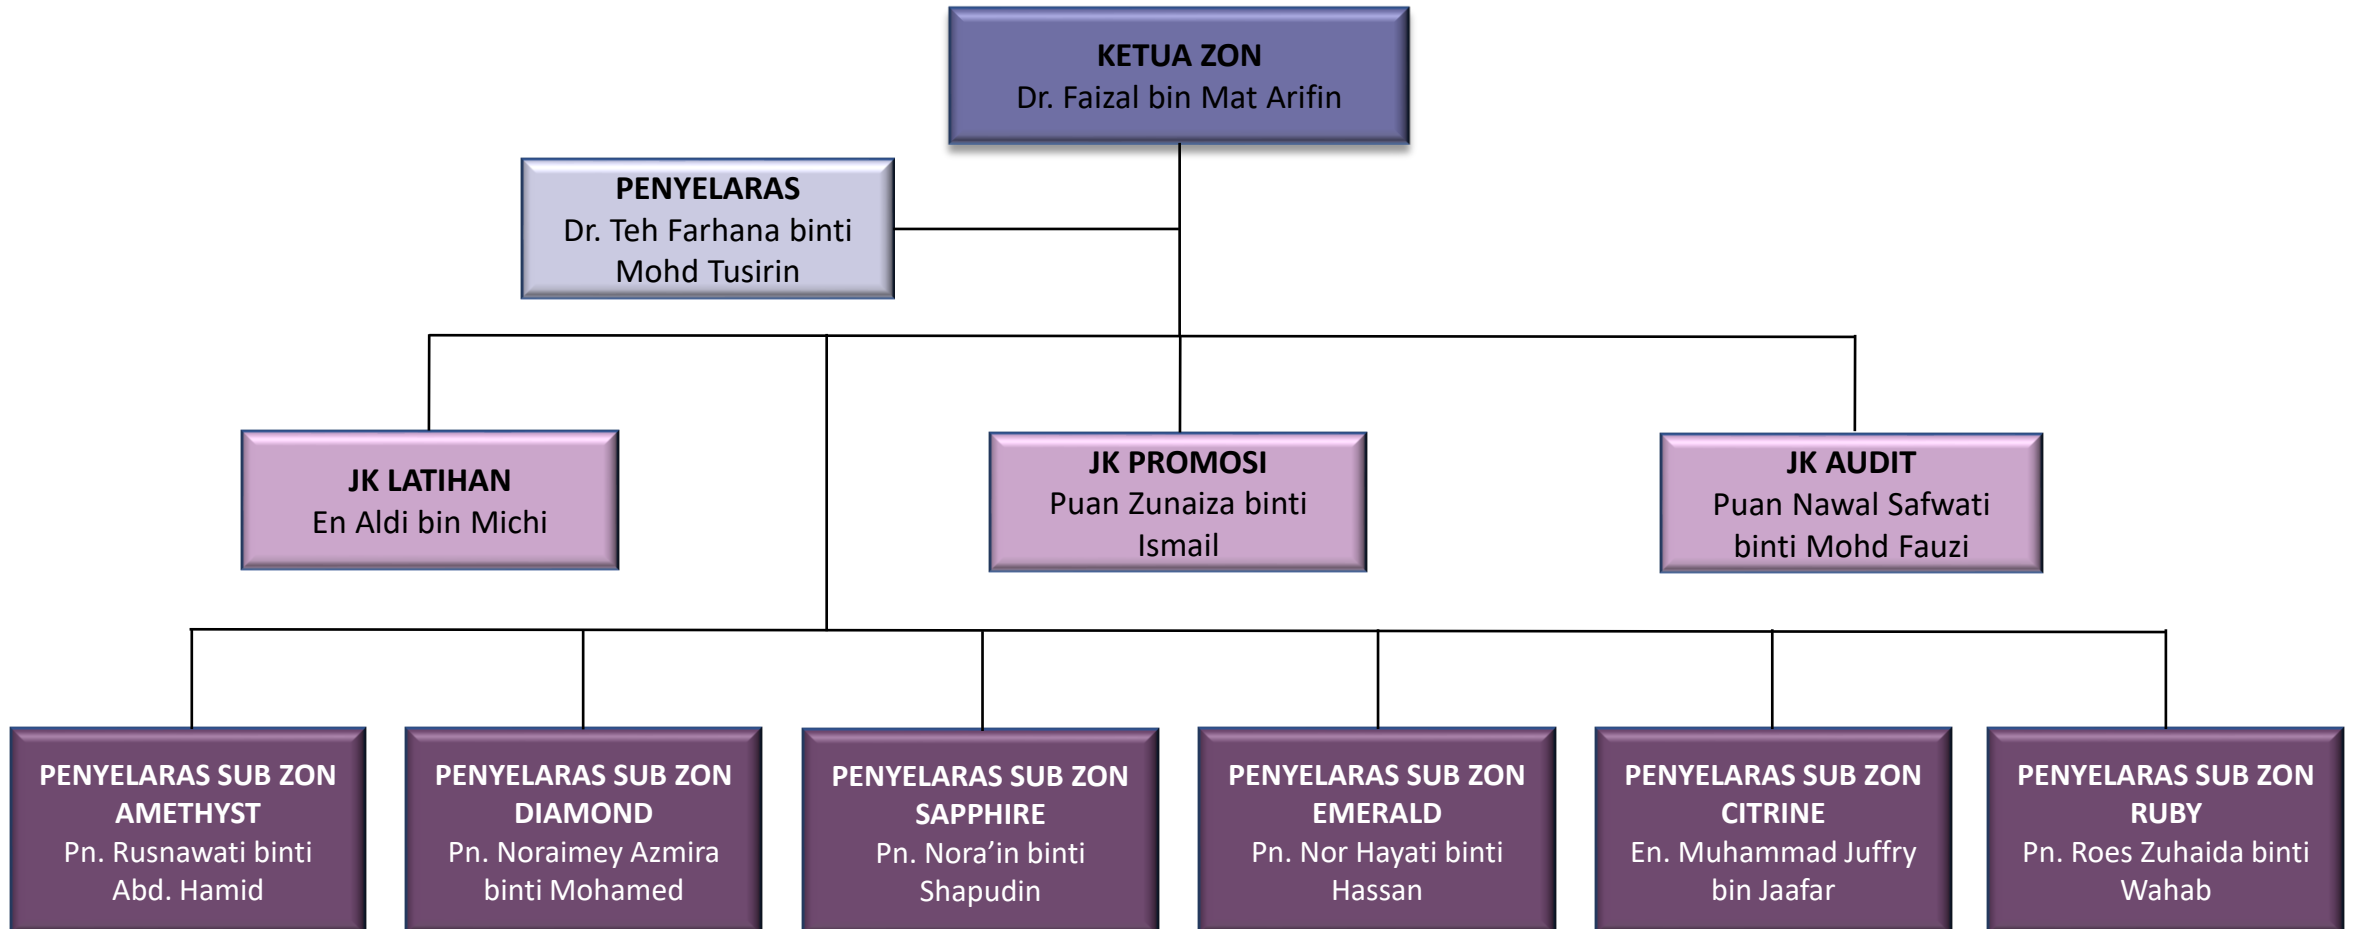 KETUA ZON
Dr. Faizal bin Mat Arifin
PENYELARAS
Dr. Teh Farhana binti
Mohd Tusirin
JK LATIHAN
En Aldi bin Michi
JK PROMOSI
Puan Zunaiza binti
Ismail
JK AUDIT
Puan Nawal Safwati
binti Mohd Fauzi
PENYELARAS SUB ZON
AMETHYST
Pn. Rusnawati binti
Abd. Hamid
PENYELARAS SUB ZON
DIAMOND
Pn. Noraimey Azmira
binti Mohamed
PENYELARAS SUB ZON
SAPPHIRE
Pn. Nora’in binti
Shapudin
PENYELARAS SUB ZON
EMERALD
Pn. Nor Hayati binti
Hassan
PENYELARAS SUB ZON
CITRINE
En. Muhammad Juffry
bin Jaafar
PENYELARAS SUB ZON
RUBY
Pn. Roes Zuhaida binti
Wahab